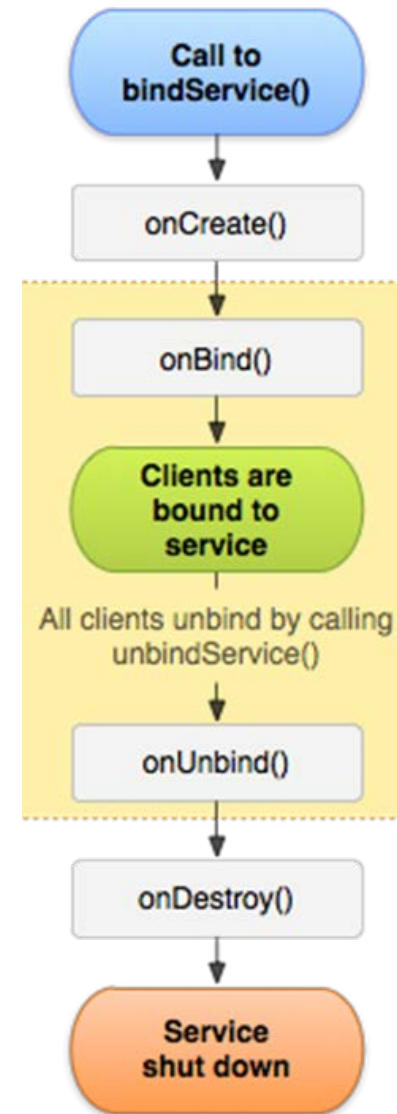 Call to
bindService()
onCreate()
onBind()
Clients are
bound to
service
All clients unbind by calling
unbindService()
onUnbind()
onDestroy()
Service
shut down